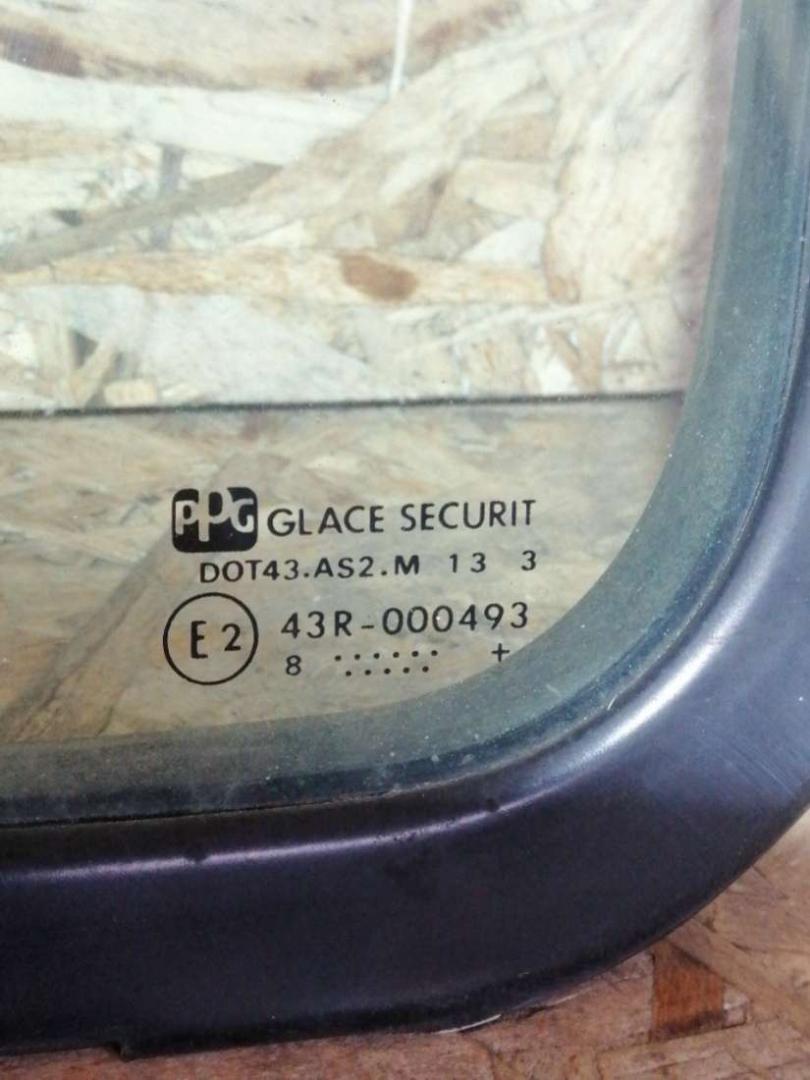 PPG GLACE SECURIT
DOT43.AS2.M 13 3
E2 43R-000493
8 ············ +